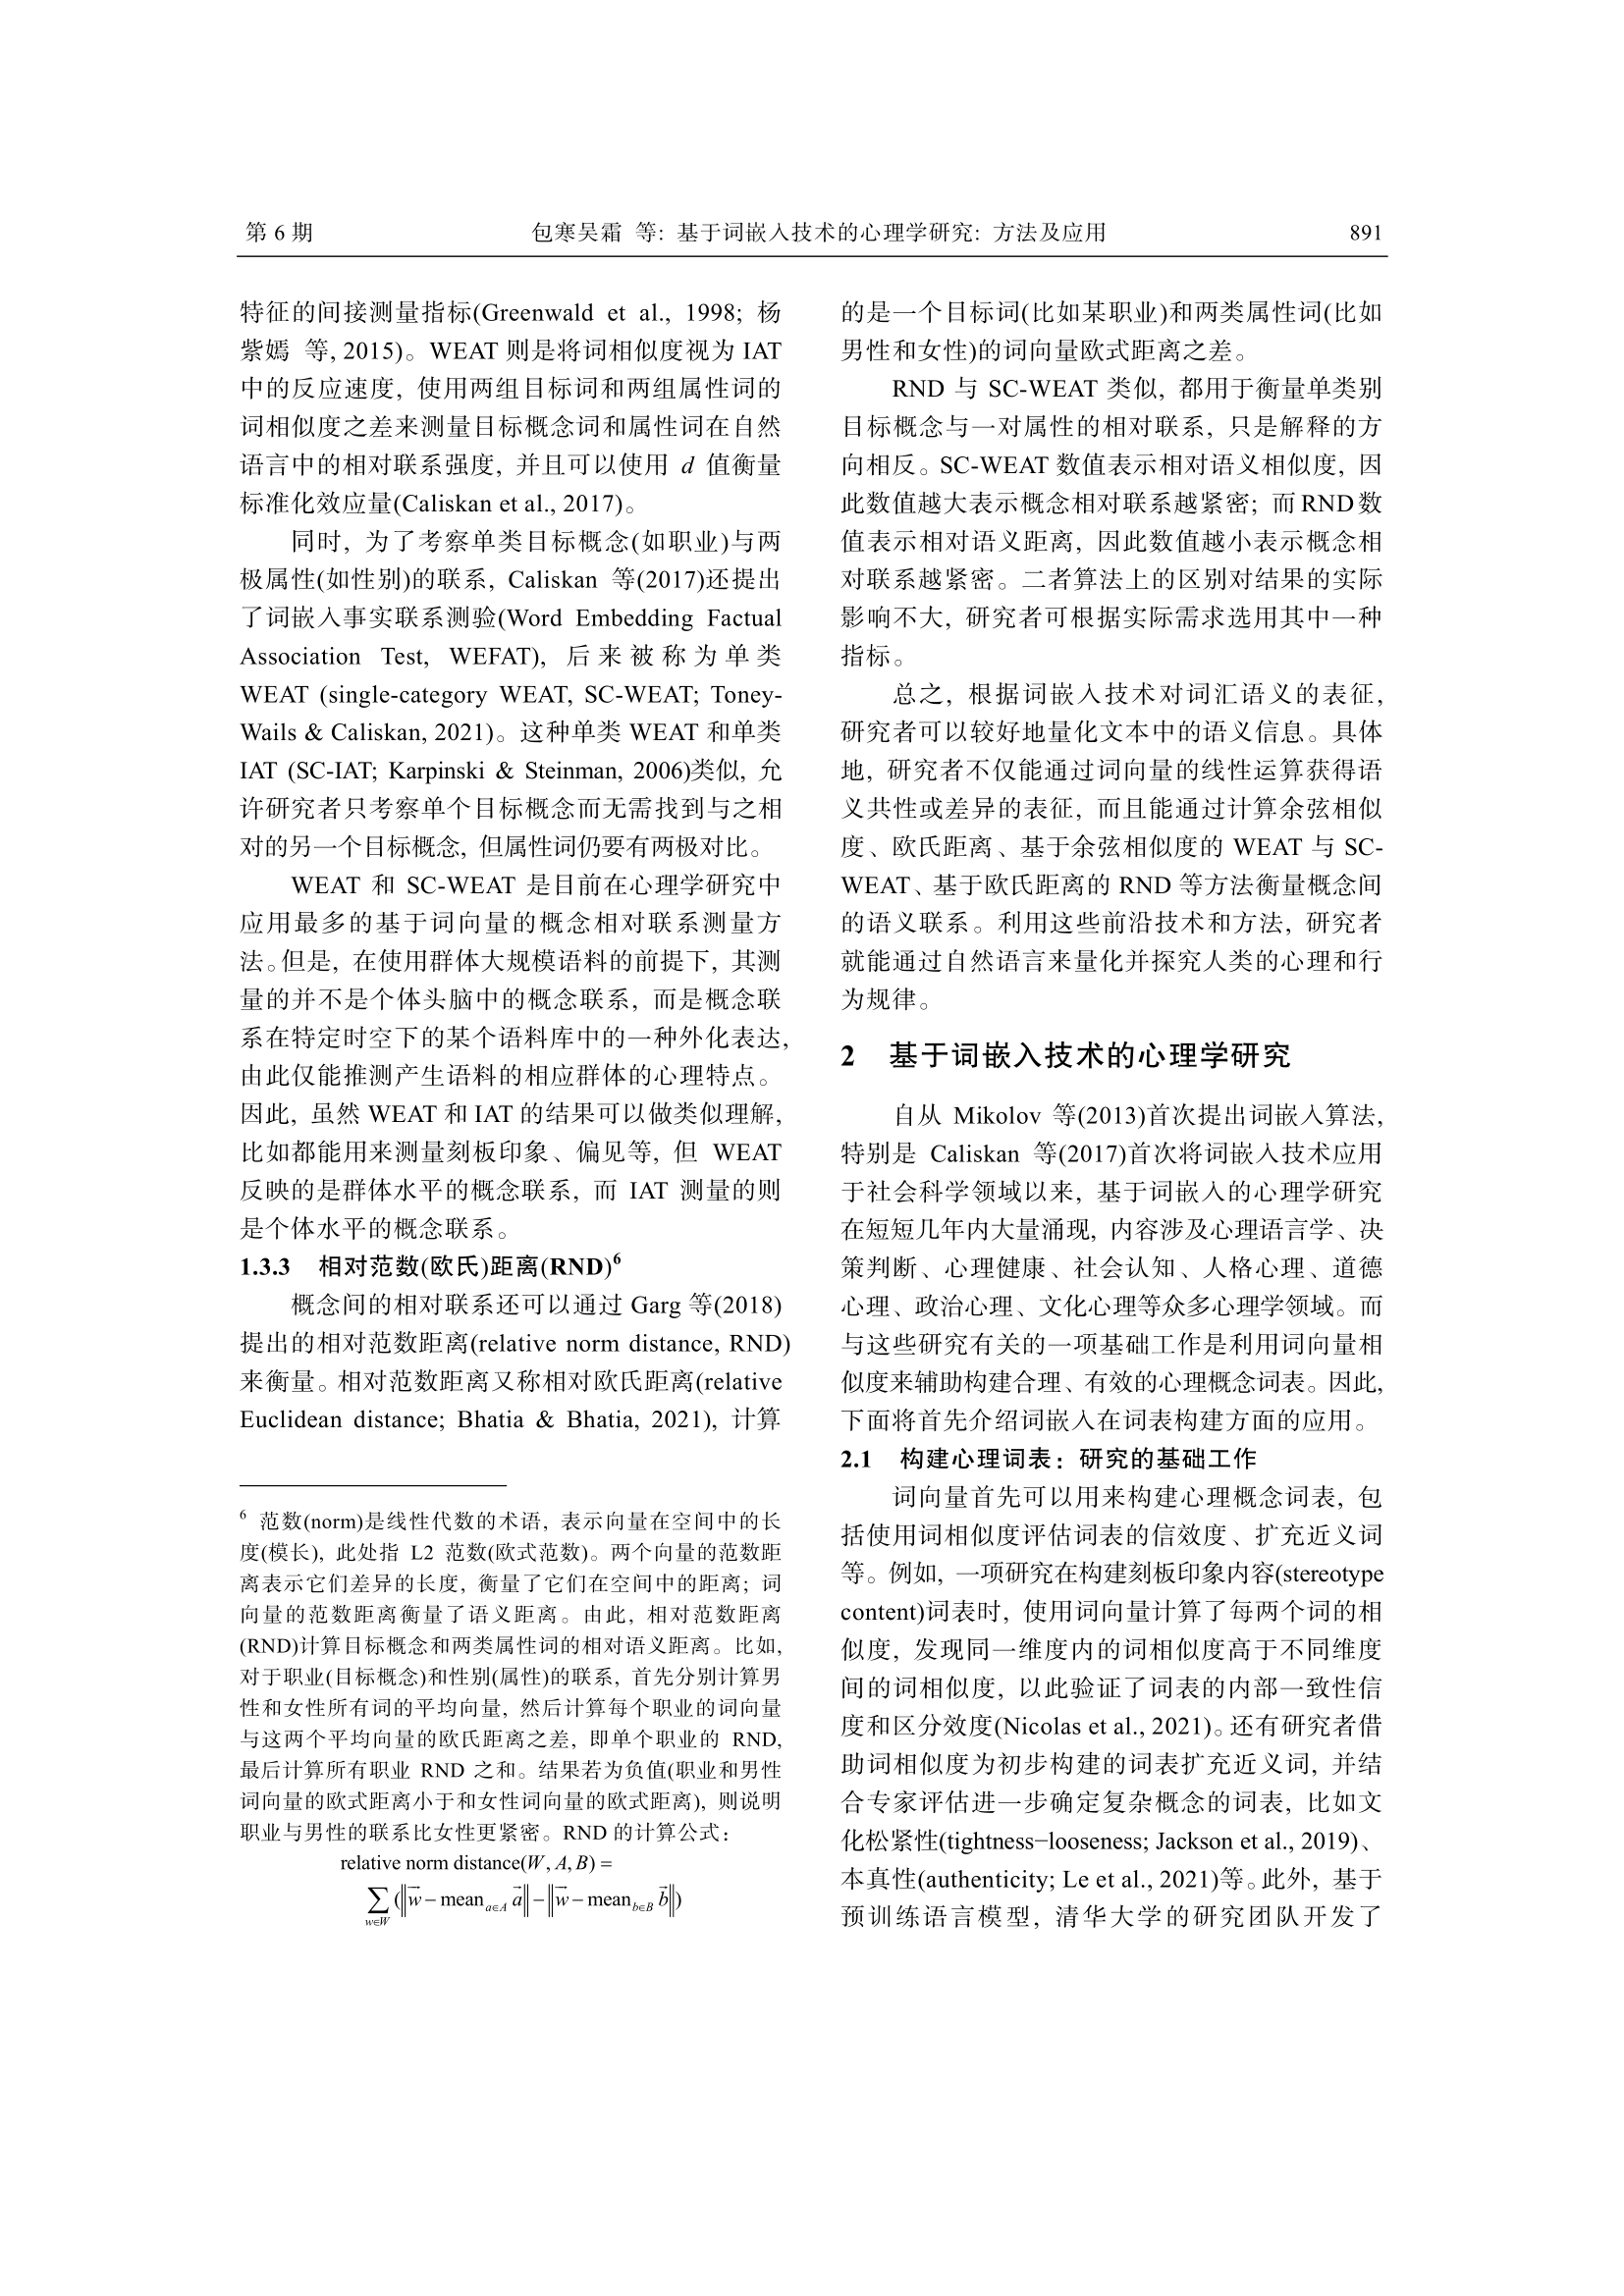 第 6 期
包寒吴霜 等: 基于词嵌入技术的心理学研究: 方法及应用
891
特征的间接测量指标(Greenwald et al., 1998; 杨
紫嫣 等, 2015)。WEAT 则是将词相似度视为 IAT
中的反应速度, 使用两组目标词和两组属性词的
词相似度之差来测量目标概念词和属性词在自然
语言中的相对联系强度, 并且可以使用 d 值衡量
标准化效应量(Caliskan et al., 2017)。
同时, 为了考察单类目标概念(如职业)与两
极属性(如性别)的联系, Caliskan 等(2017)还提出
了词嵌入事实联系测验(Word Embedding Factual
Association Test, WEFAT), 后来被称为单类
WEAT (single-category WEAT, SC-WEAT; Toney-
Wails & Caliskan, 2021)。这种单类 WEAT 和单类
IAT (SC-IAT; Karpinski & Steinman, 2006)类似, 允
许研究者只考察单个目标概念而无需找到与之相
对的另一个目标概念, 但属性词仍要有两极对比。
WEAT 和 SC-WEAT 是目前在心理学研究中
应用最多的基于词向量的概念相对联系测量方
法。但是, 在使用群体大规模语料的前提下, 其测
量的并不是个体头脑中的概念联系, 而是概念联
系在特定时空下的某个语料库中的一种外化表达,
由此仅能推测产生语料的相应群体的心理特点。
因此, 虽然 WEAT 和 IAT 的结果可以做类似理解,
比如都能用来测量刻板印象、偏见等, 但 WEAT
反映的是群体水平的概念联系, 而 IAT 测量的则
是个体水平的概念联系。
1.3.3 相对范数(欧氏)距离(RND)⁶
概念间的相对联系还可以通过 Garg 等(2018)
提出的相对范数距离(relative norm distance, RND)
来衡量。相对范数距离又称相对欧氏距离(relative
Euclidean distance; Bhatia & Bhatia, 2021), 计算
⁶ 范数(norm)是线性代数的术语, 表示向量在空间中的长
度(模长), 此处指 L2 范数(欧式范数)。两个向量的范数距
离表示它们差异的长度, 衡量了它们在空间中的距离; 词
向量的范数距离衡量了语义距离。由此, 相对范数距离
(RND)计算目标概念和两类属性词的相对语义距离。比如,
对于职业(目标概念)和性别(属性)的联系, 首先分别计算男
性和女性所有词的平均向量, 然后计算每个职业的词向量
与这两个平均向量的欧氏距离之差, 即单个职业的 RND,
最后计算所有职业 RND 之和。结果若为负值(职业和男性
词向量的欧式距离小于和女性词向量的欧式距离), 则说明
职业与男性的联系比女性更紧密。RND 的计算公式:
relative norm distance(W, A, B) =
∑_{w∈W} (‖w⃗ − mean_{a∈A} a⃗‖ − ‖w⃗ − mean_{b∈B} b⃗‖)
的是一个目标词(比如某职业)和两类属性词(比如
男性和女性)的词向量欧式距离之差。
RND 与 SC-WEAT 类似, 都用于衡量单类别
目标概念与一对属性的相对联系, 只是解释的方
向相反。SC-WEAT 数值表示相对语义相似度, 因
此数值越大表示概念相对联系越紧密; 而 RND 数
值表示相对语义距离, 因此数值越小表示概念相
对联系越紧密。二者算法上的区别对结果的实际
影响不大, 研究者可根据实际需求选用其中一种
指标。
总之, 根据词嵌入技术对词汇语义的表征,
研究者可以较好地量化文本中的语义信息。具体
地, 研究者不仅能通过词向量的线性运算获得语
义共性或差异的表征, 而且能通过计算余弦相似
度、欧氏距离、基于余弦相似度的 WEAT 与 SC-
WEAT、基于欧氏距离的 RND 等方法衡量概念间
的语义联系。利用这些前沿技术和方法, 研究者
就能通过自然语言来量化并探究人类的心理和行
为规律。
2 基于词嵌入技术的心理学研究
自从 Mikolov 等(2013)首次提出词嵌入算法,
特别是 Caliskan 等(2017)首次将词嵌入技术应用
于社会科学领域以来, 基于词嵌入的心理学研究
在短短几年内大量涌现, 内容涉及心理语言学、决
策判断、心理健康、社会认知、人格心理、道德
心理、政治心理、文化心理等众多心理学领域。而
与这些研究有关的一项基础工作是利用词向量相
似度来辅助构建合理、有效的心理概念词表。因此,
下面将首先介绍词嵌入在词表构建方面的应用。
2.1 构建心理词表: 研究的基础工作
词向量首先可以用来构建心理概念词表, 包
括使用词相似度评估词表的信效度、扩充近义词
等。例如, 一项研究在构建刻板印象内容(stereotype
content)词表时, 使用词向量计算了每两个词的相
似度, 发现同一维度内的词相似度高于不同维度
间的词相似度, 以此验证了词表的内部一致性信
度和区分效度(Nicolas et al., 2021)。还有研究者借
助词相似度为初步构建的词表扩充近义词, 并结
合专家评估进一步确定复杂概念的词表, 比如文
化松紧性(tightness−looseness; Jackson et al., 2019)、
本真性(authenticity; Le et al., 2021)等。此外, 基于
预训练语言模型, 清华大学的研究团队开发了